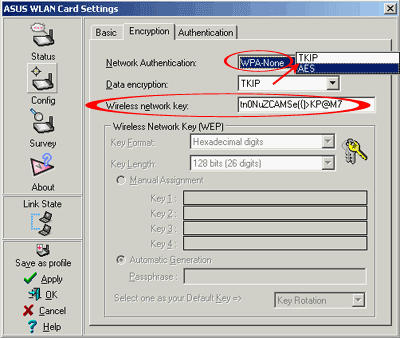 ASUS WLAN Card Settings
Status
Config
Survey
About
Link State
Save as profile
Apply
OK
Cancel
Help
Basic
Encryption
Authentication
Network Authentication:
WPA-None
TKIP
AES
Data encryption:
TKIP
Wireless network key:
tn0NuZCAMSe({}>KP@M7
Wireless Network Key (WEP)
Key Format:
Hexadecimal digits
Key Length:
128 bits (26 digits)
Manual Assignment
Key 1 :
Key 2 :
Key 3 :
Key 4 :
Automatic Generation
Passphrase :
Select one as your Default Key =>
Key Rotation